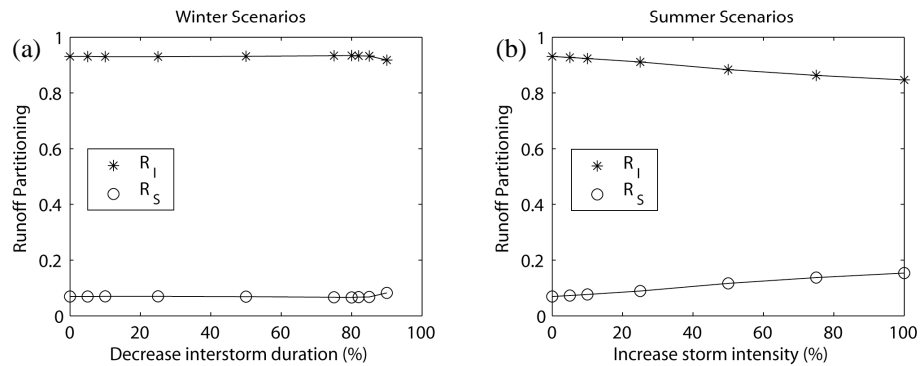 Winter Scenarios
(a)
1
0.8
0.6
0.4
0.2
0
Runoff Partitioning
R_I
R_S
0 20 40 60 80 100
Decrease interstorm duration (%)
Summer Scenarios
(b)
1
0.8
0.6
0.4
0.2
0
Runoff Partitioning
R_I
R_S
0 20 40 60 80 100
Increase storm intensity (%)